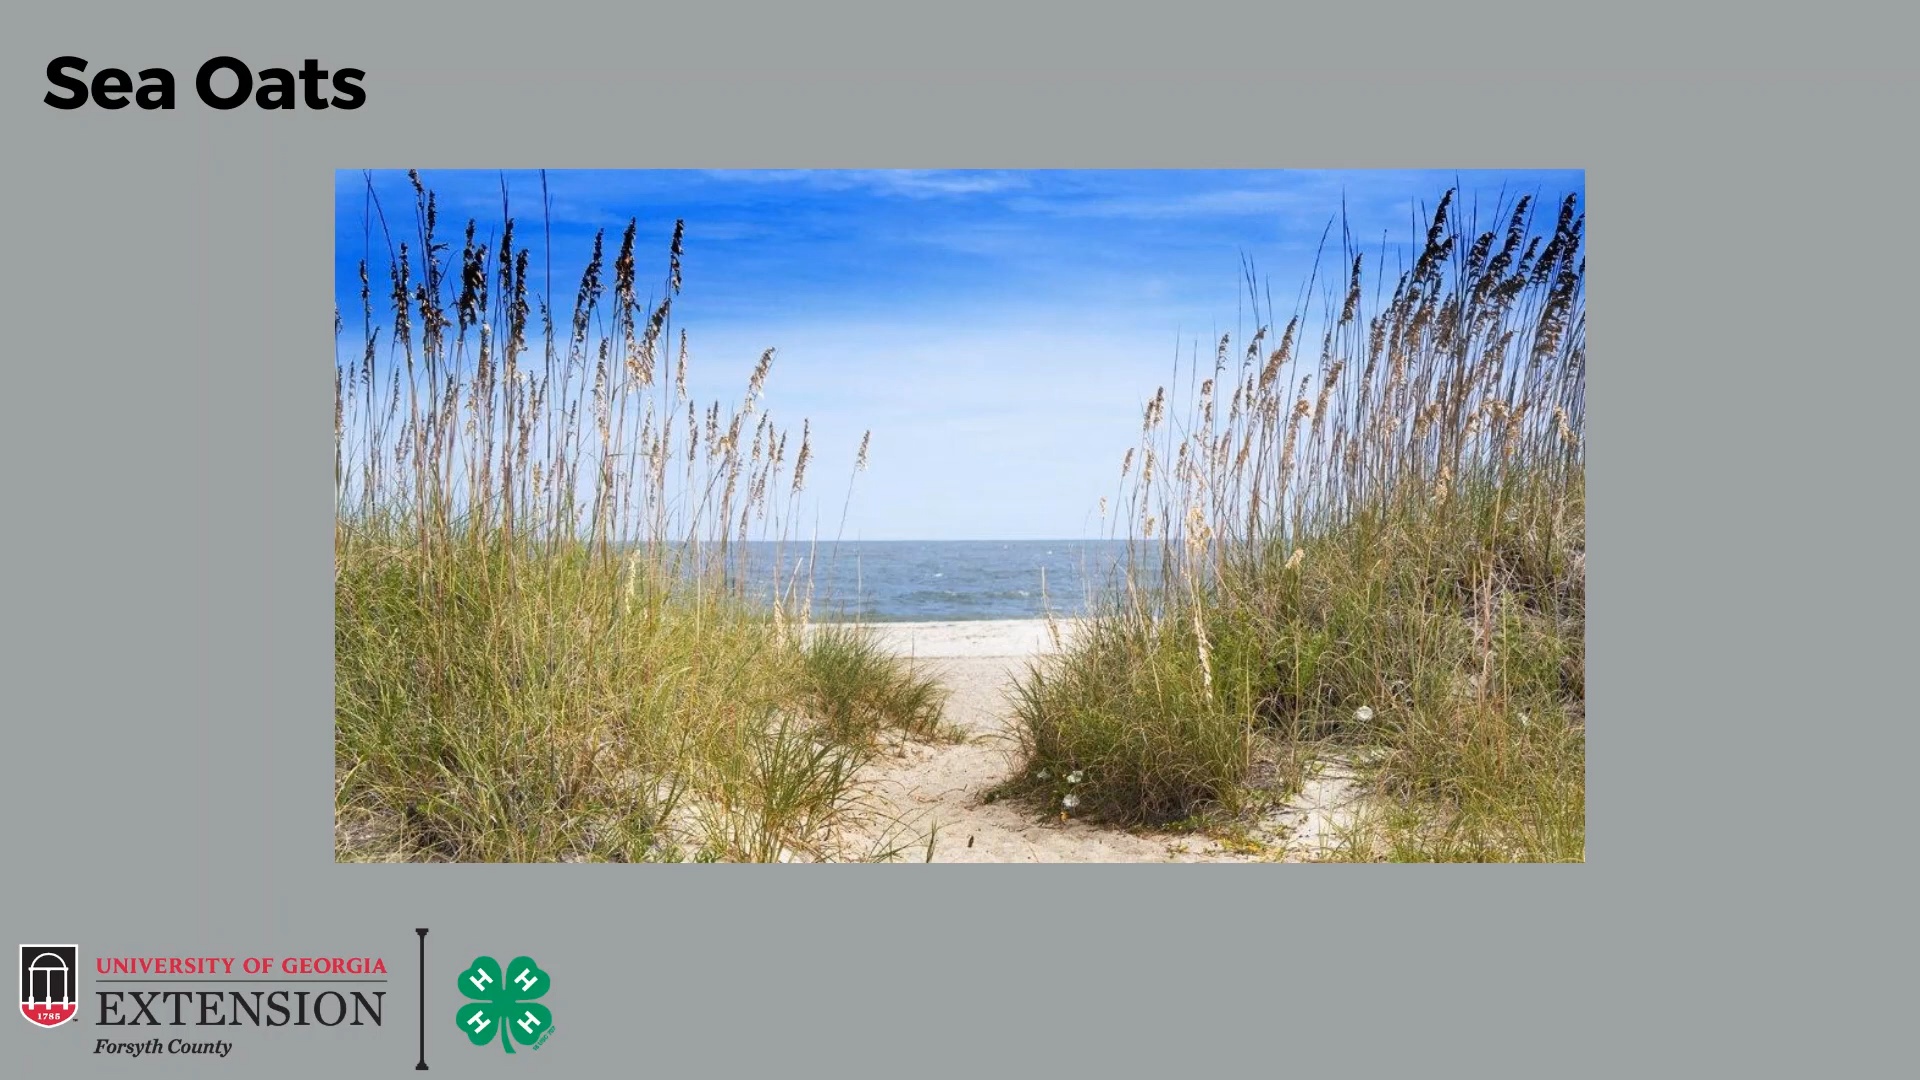 Sea Oats
UNIVERSITY OF GEORGIA
EXTENSION
Forsyth County
1785
H H
H H